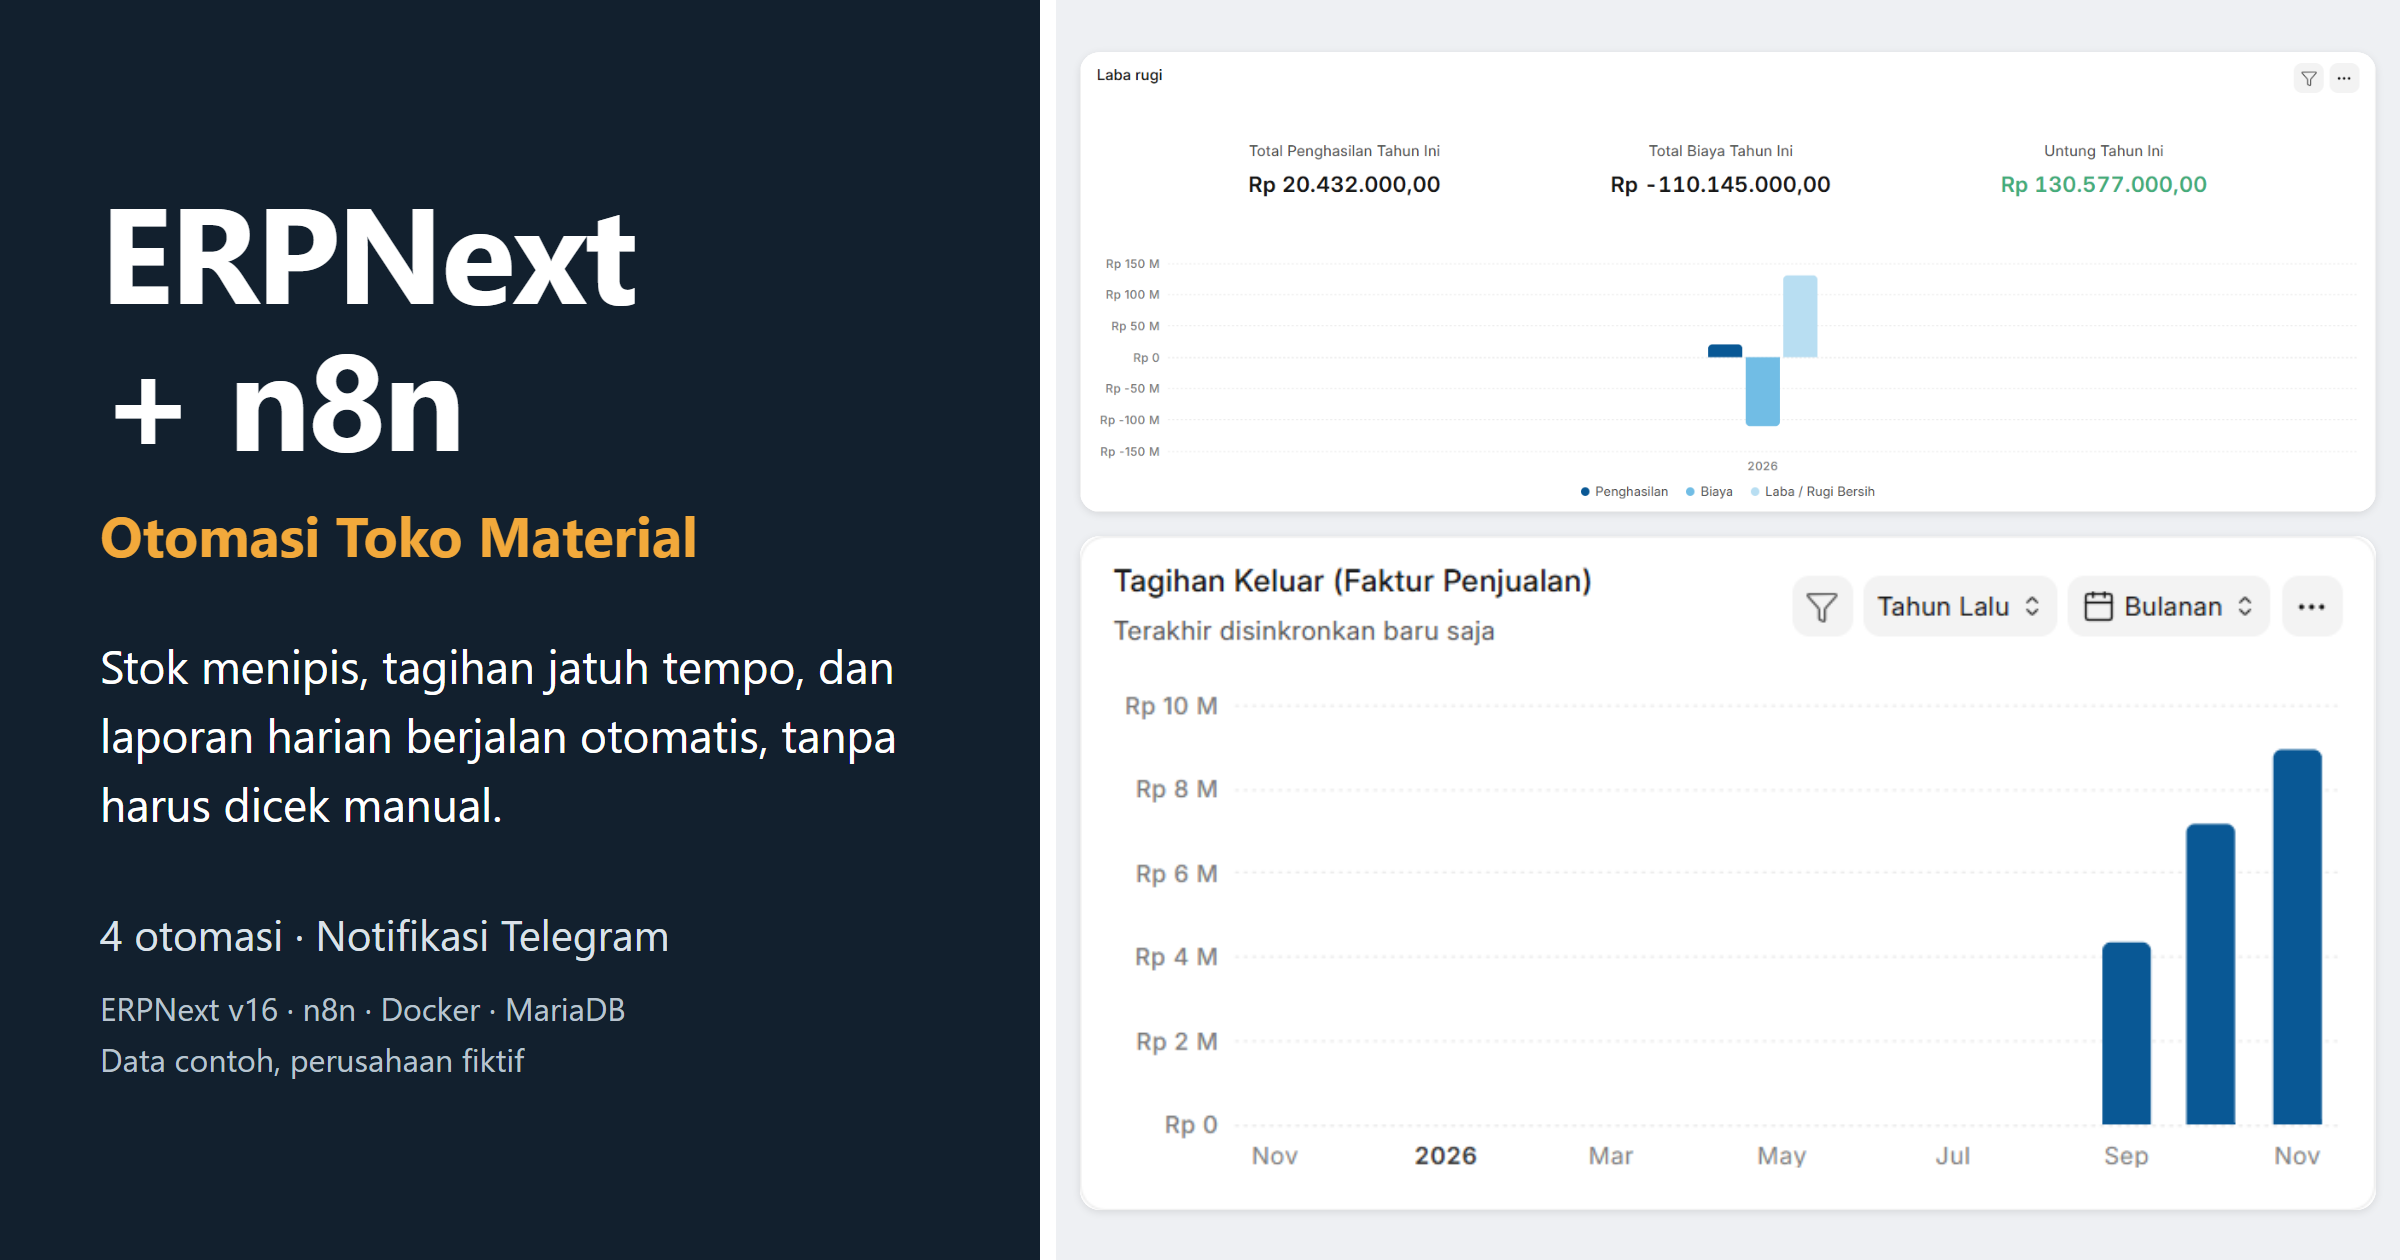 ERPNext
+ n8n
Otomasi Toko Material
Stok menipis, tagihan jatuh tempo, dan
laporan harian berjalan otomatis, tanpa
harus dicek manual.
4 otomasi · Notifikasi Telegram
ERPNext v16 · n8n · Docker · MariaDB
Data contoh, perusahaan fiktif
Laba rugi
Total Penghasilan Tahun Ini
Rp 20.432.000,00
Total Biaya Tahun Ini
Rp -110.145.000,00
Untung Tahun Ini
Rp 130.577.000,00
Rp 150 M
Rp 100 M
Rp 50 M
Rp 0
Rp -50 M
Rp -100 M
Rp -150 M
2026
Penghasilan Biaya Laba / Rugi Bersih
Tagihan Keluar (Faktur Penjualan)
Terakhir disinkronkan baru saja
Tahun Lalu
Bulanan
Rp 10 M
Rp 8 M
Rp 6 M
Rp 4 M
Rp 2 M
Rp 0
Nov 2026 Mar May Jul Sep Nov